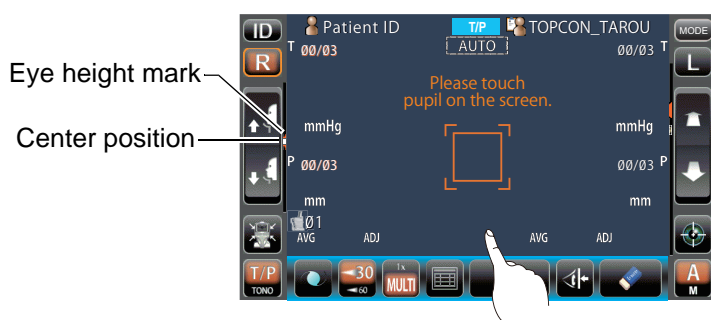 ID
Patient ID
T/P
TOPCON_TAROU
MODE
R
T 00/03
AUTO
00/03 T
L
Please touch
pupil on the screen.
Eye height mark
mmHg
mmHg
Center position
P 00/03
00/03 P
mm
mm
01
AVG ADJ
AVG ADJ
T/P
TONO
30
60
1x
MULTI
A
M